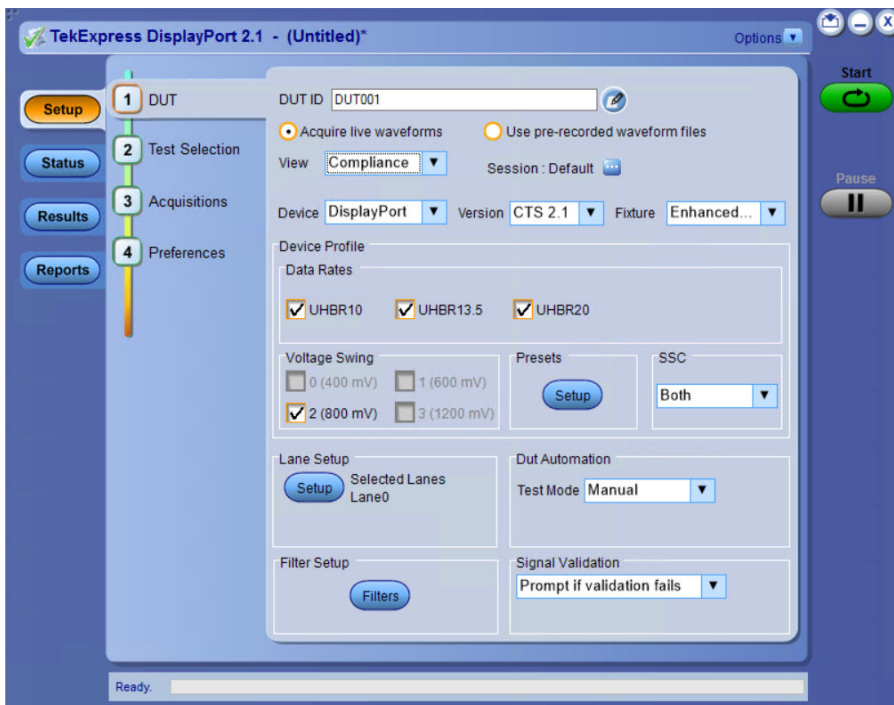 TekExpress DisplayPort 2.1 - (Untitled)*
Options
X
Start
Pause
Setup
Status
Results
Reports
1 DUT
2 Test Selection
3 Acquisitions
4 Preferences
DUT ID DUT001
Acquire live waveforms Use pre-recorded waveform files
View Compliance Session : Default ...
Device DisplayPort Version CTS 2.1 Fixture Enhanced...
Device Profile
Data Rates
UHBR10 UHBR13.5 UHBR20
Voltage Swing
0 (400 mV) 1 (600 mV)
2 (800 mV) 3 (1200 mV)
Presets
Setup
SSC
Both
Lane Setup
Setup Selected Lanes
Lane0
Dut Automation
Test Mode Manual
Filter Setup
Filters
Signal Validation
Prompt if validation fails
Ready.